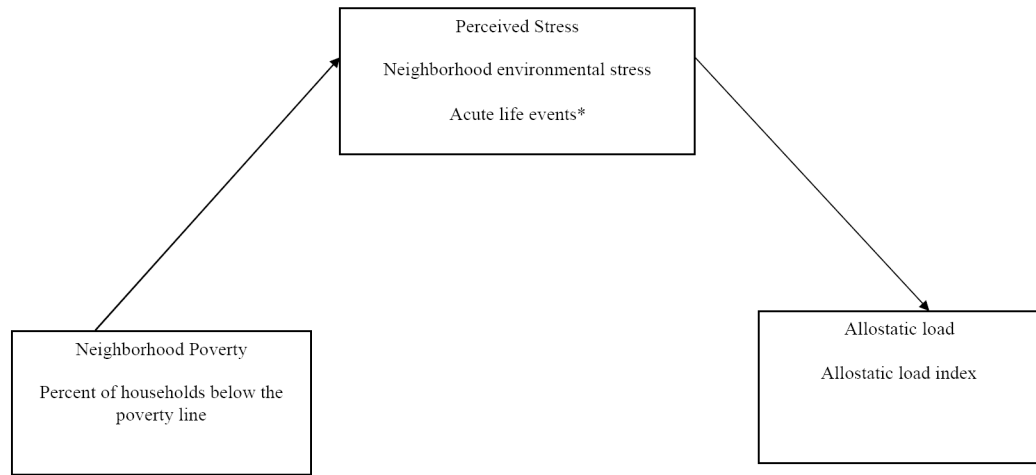 Perceived Stress
Neighborhood environmental stress
Acute life events*
Neighborhood Poverty
Percent of households below the
poverty line
Allostatic load
Allostatic load index